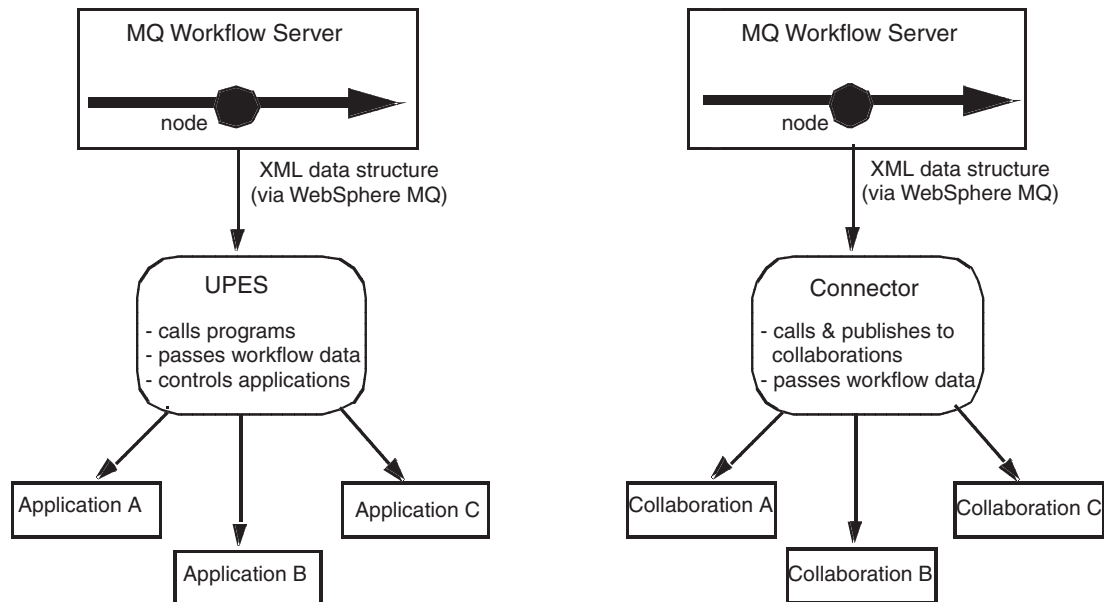 MQ Workflow Server
node
XML data structure
(via WebSphere MQ)
UPES
- calls programs
- passes workflow data
- controls applications
Application A
Application B
Application C
MQ Workflow Server
node
XML data structure
(via WebSphere MQ)
Connector
- calls & publishes to
collaborations
- passes workflow data
Collaboration A
Collaboration B
Collaboration C